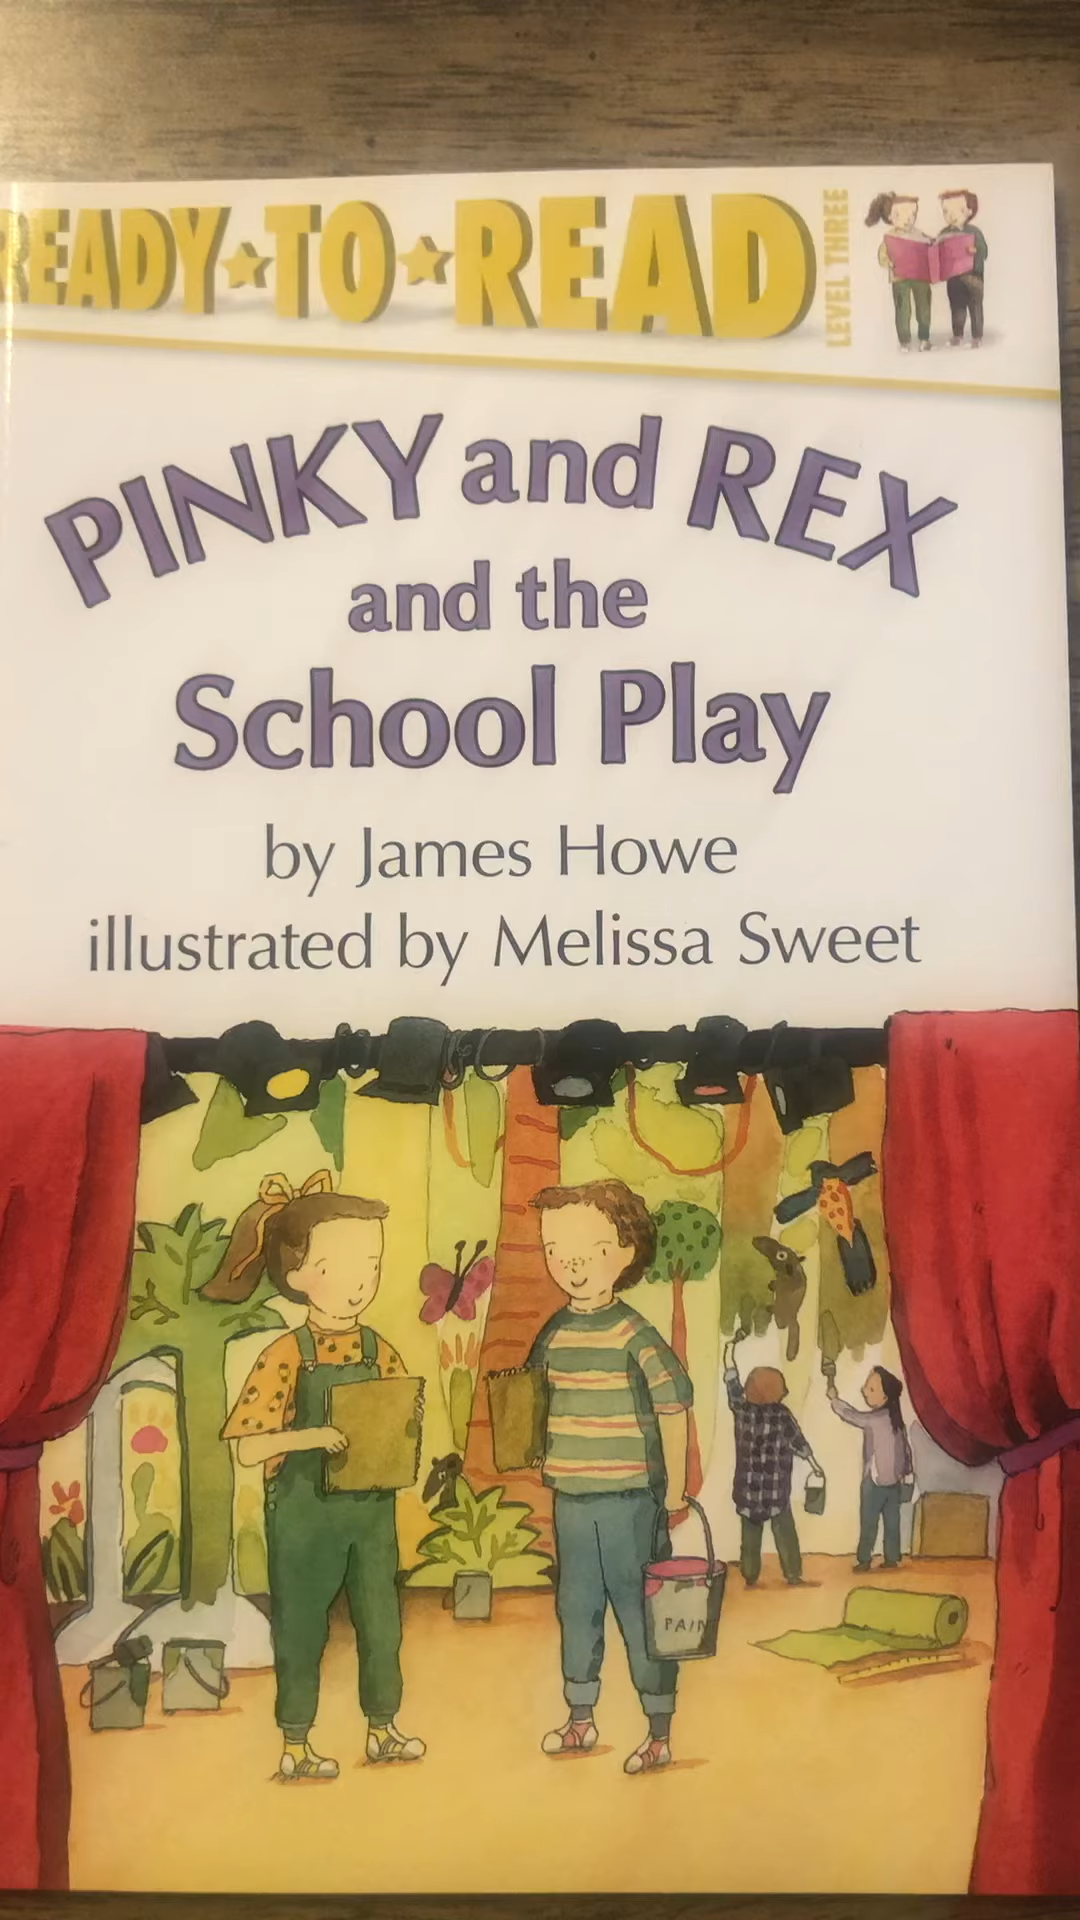 READY★TO★READ
LEVEL THREE
PINKY and REX
and the
School Play
by James Howe
illustrated by Melissa Sweet
PAIN